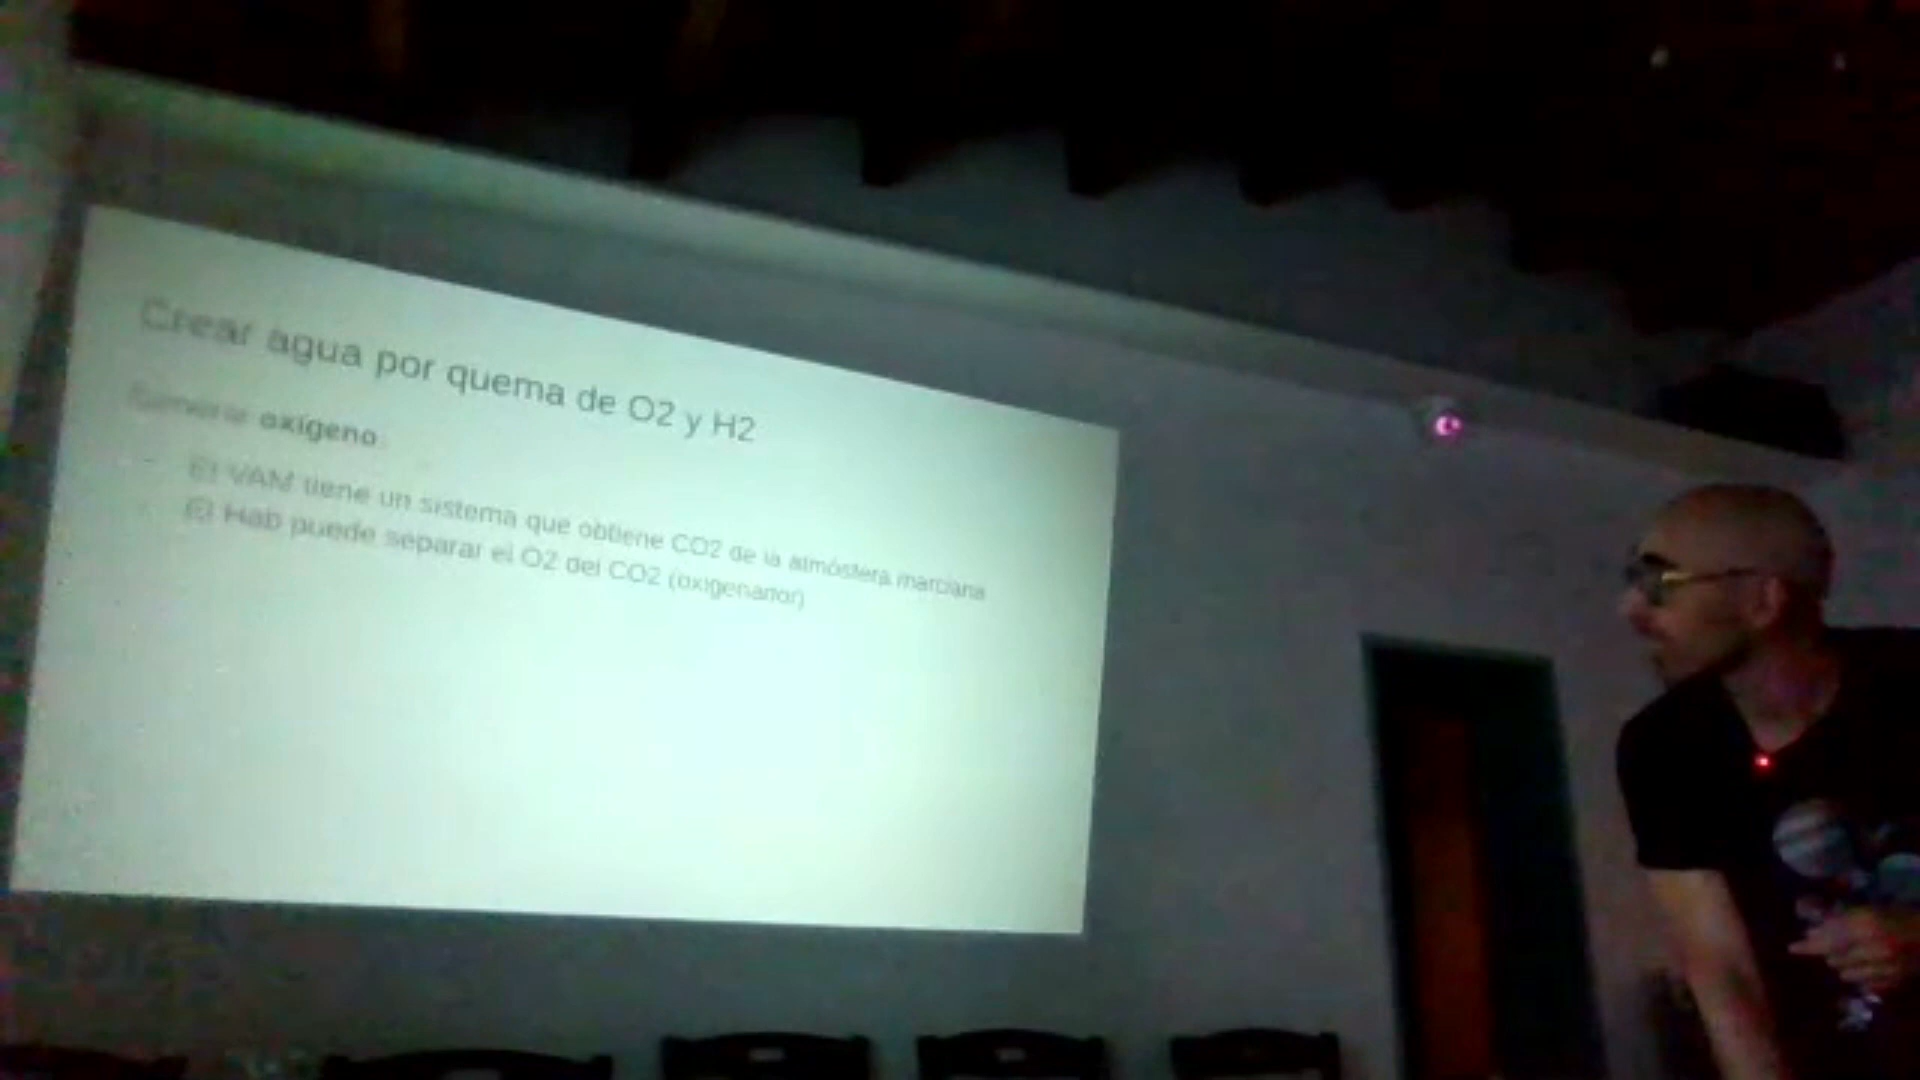 Crear agua por quema de O2 y H2
oxígeno
El VAM tiene un sistema que obtiene CO2 de la atmósfera marciana
El Hab puede separar el O2 del CO2 (oxigenador)